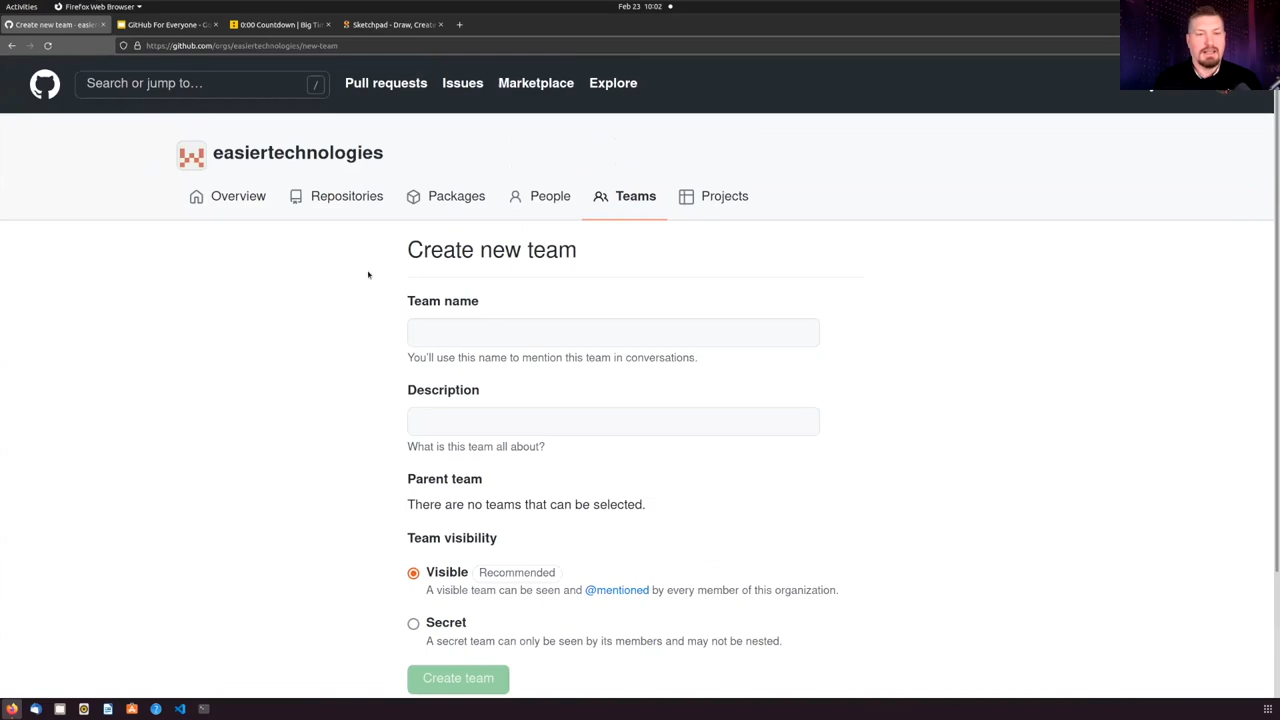 Activities
Firefox Web Browser
Feb 23 10:02
Create new team · easier
GitHub For Everyone - Go
0:00 Countdown | Big Tim
Sketchpad - Draw, Create
https://github.com/orgs/easiertechnologies/new-team
Search or jump to…
/
Pull requests
Issues
Marketplace
Explore
easiertechnologies
Overview
Repositories
Packages
People
Teams
Projects
Create new team
Team name
You'll use this name to mention this team in conversations.
Description
What is this team all about?
Parent team
There are no teams that can be selected.
Team visibility
Visible Recommended
A visible team can be seen and @mentioned by every member of this organization.
Secret
A secret team can only be seen by its members and may not be nested.
Create team